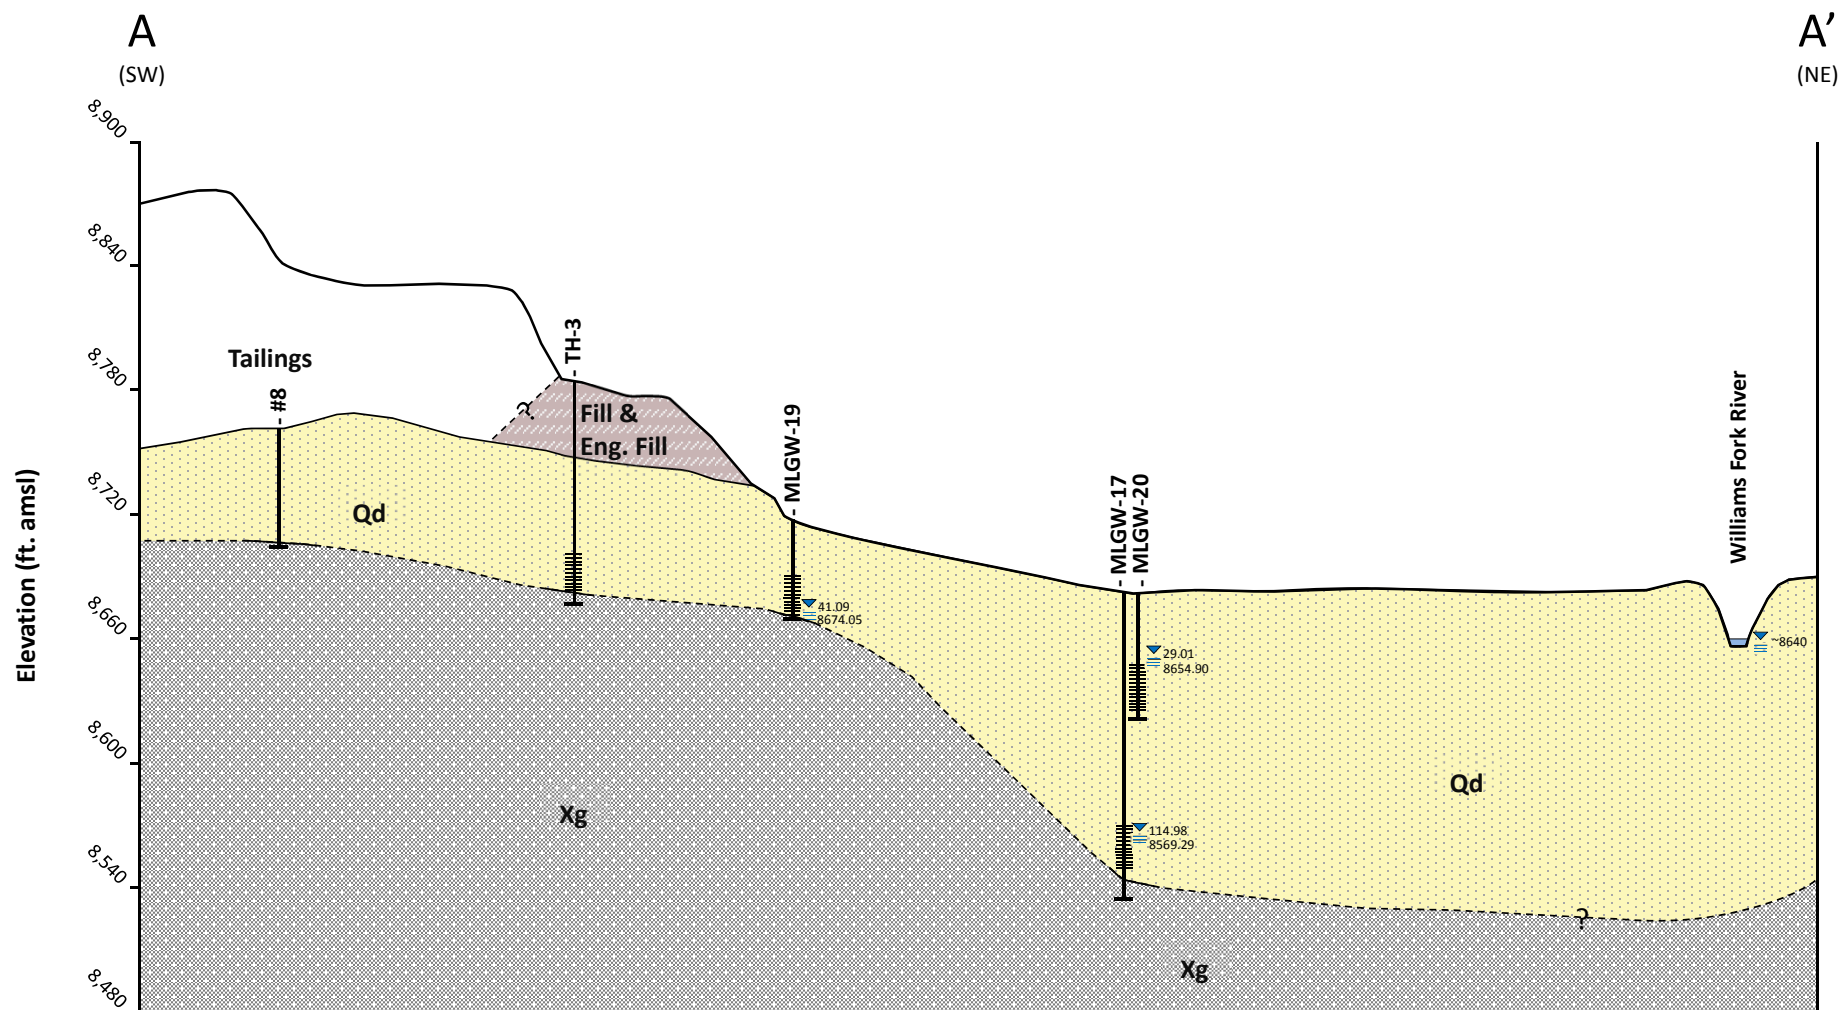 A
A’
(SW)
(NE)
Elevation (ft. amsl)
8,900
8,840
8,780
8,720
8,660
8,600
8,540
8,480
Tailings
#8
TH-3
?
Fill &
Eng. Fill
MLGW-19
41.09
8674.05
MLGW-17
MLGW-20
29.01
8654.90
114.98
8569.29
Williams Fork River
~8640
Qd
Qd
Xg
?
Xg